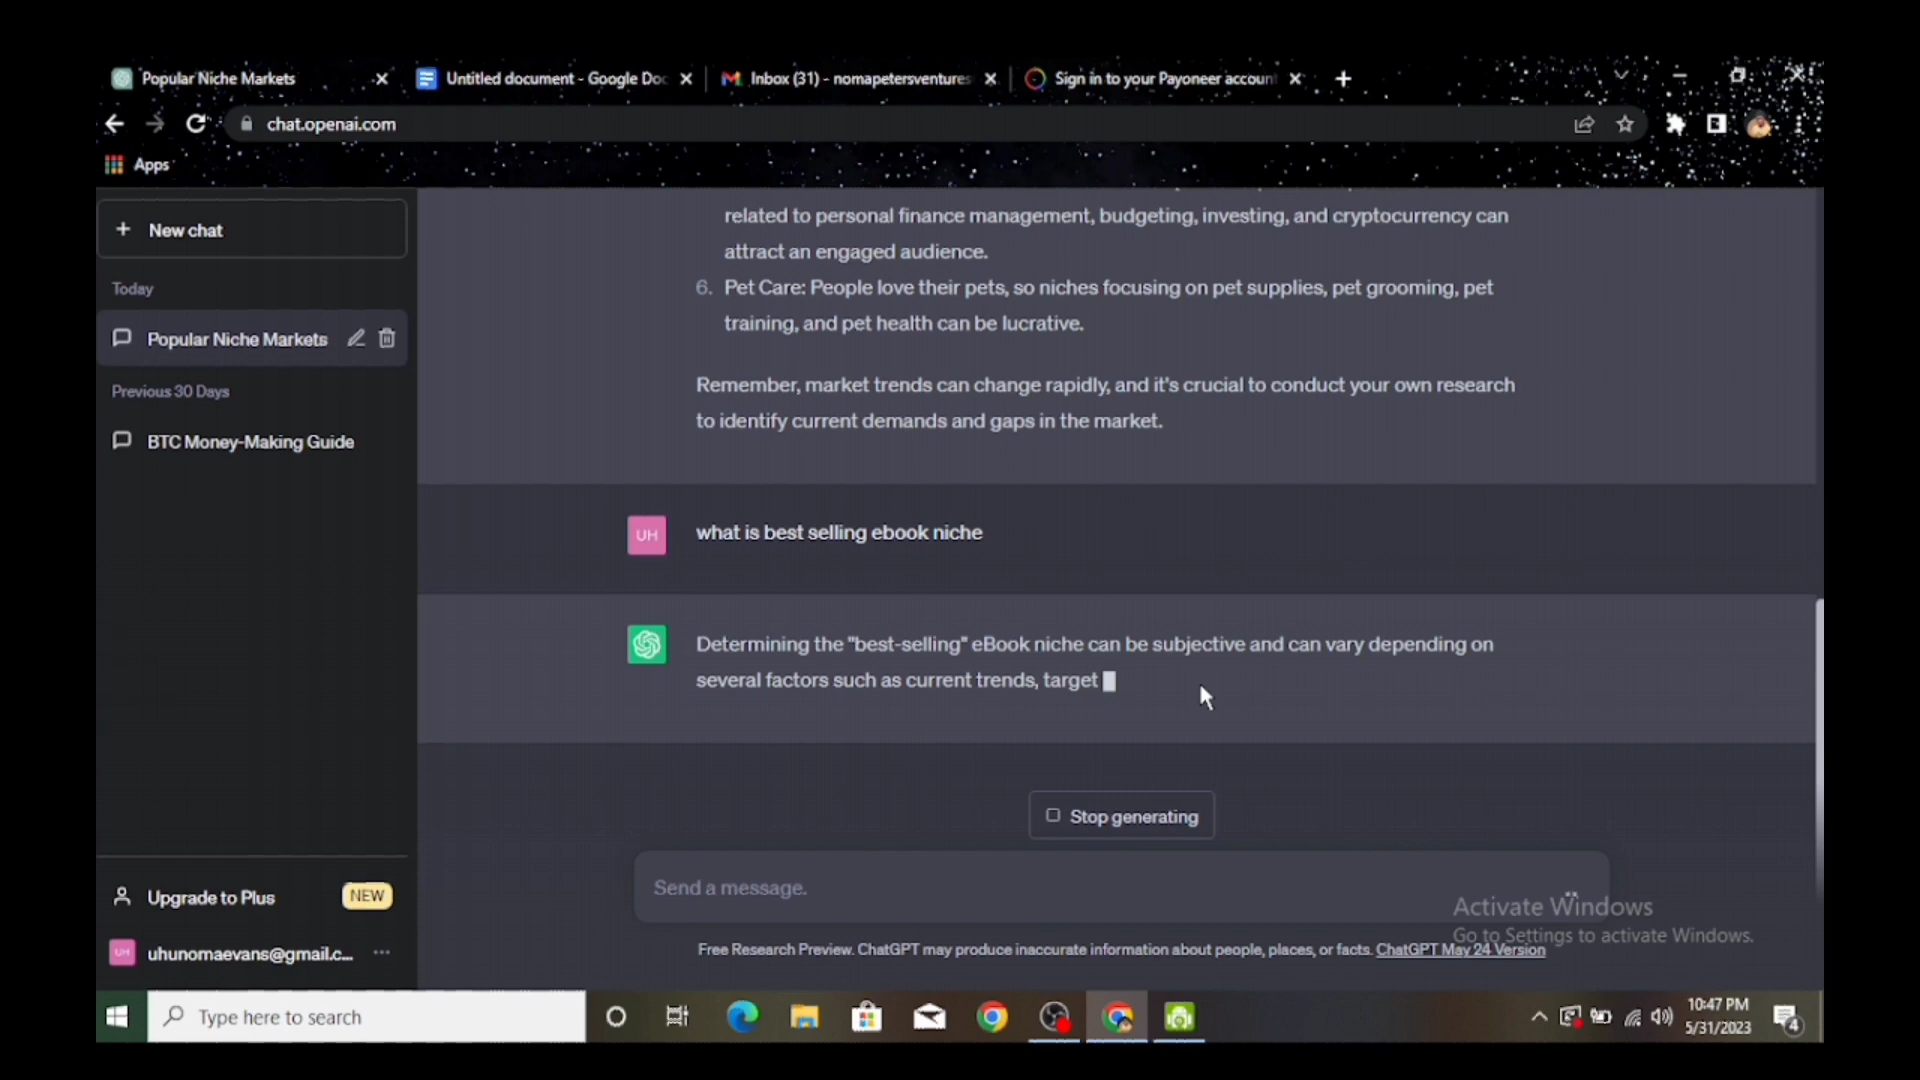 Popular Niche Markets
Untitled document - Google Doc
Inbox (31) - nomapetersventures
Sign in to your Payoneer accoun
chat.openai.com
Apps
New chat
Today
Popular Niche Markets
Previous 30 Days
BTC Money-Making Guide
related to personal finance management, budgeting, investing, and cryptocurrency can
attract an engaged audience.
6. Pet Care: People love their pets, so niches focusing on pet supplies, pet grooming, pet
training, and pet health can be lucrative.
Remember, market trends can change rapidly, and it's crucial to conduct your own research
to identify current demands and gaps in the market.
UH
what is best selling ebook niche
Determining the "best-selling" eBook niche can be subjective and can vary depending on
several factors such as current trends, target
Stop generating
Send a message.
Free Research Preview. ChatGPT may produce inaccurate information about people, places, or facts. ChatGPT May 24 Version
Activate Windows
Go to Settings to activate Windows.
Upgrade to Plus
NEW
UH
uhunomaevans@gmail.c...
Type here to search
10:47 PM
5/31/2023
4